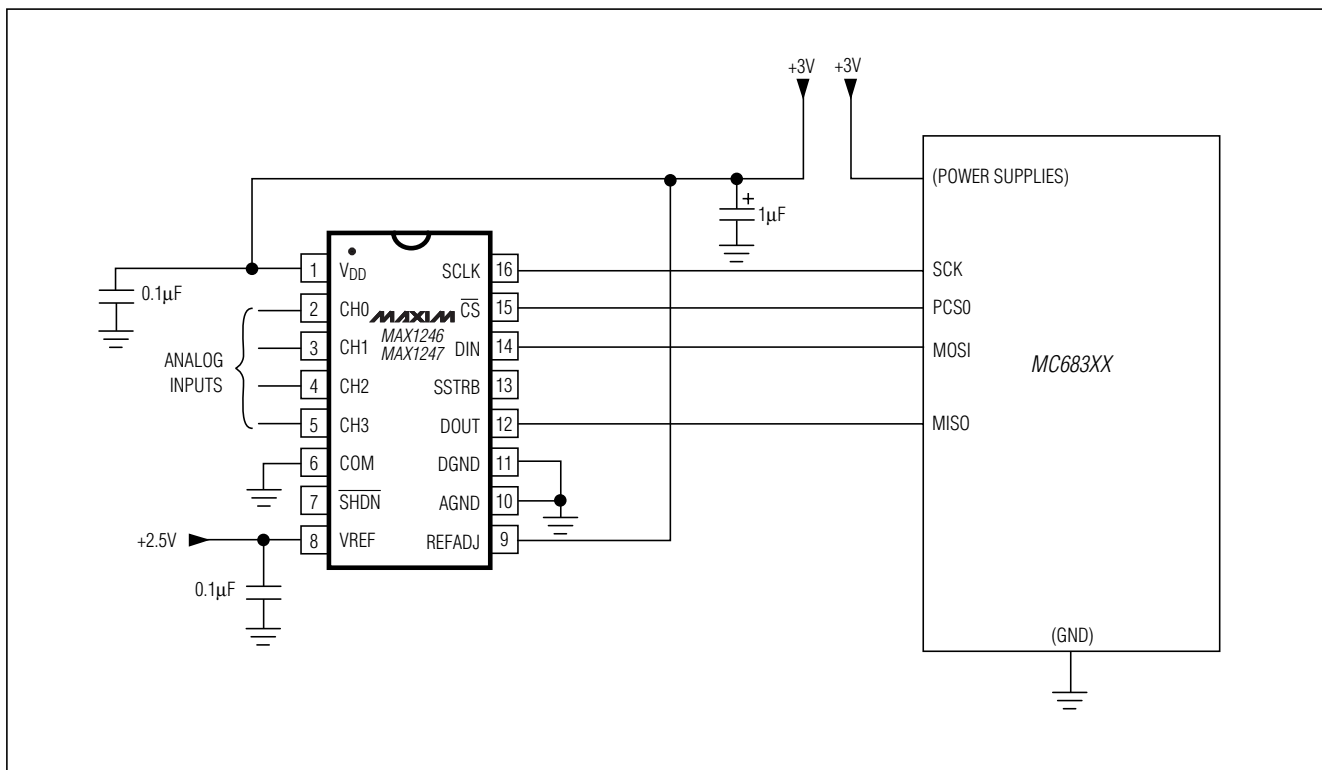 +3V +3V
(POWER SUPPLIES)
+
1µF
0.1µF
1 VDD SCLK 16 SCK
2 CH0 MAXIM CS 15 PCS0
MAX1246
MAX1247
3 CH1 DIN 14 MOSI
MC683XX
ANALOG
INPUTS
4 CH2 SSTRB 13
5 CH3 DOUT 12 MISO
6 COM DGND 11
7 SHDN AGND 10
+2.5V 8 VREF REFADJ 9
0.1µF
(GND)